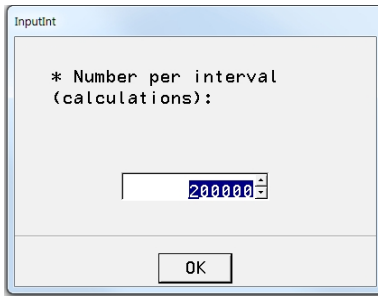 InputInt
* Number per interval
(calculations):
200000
OK